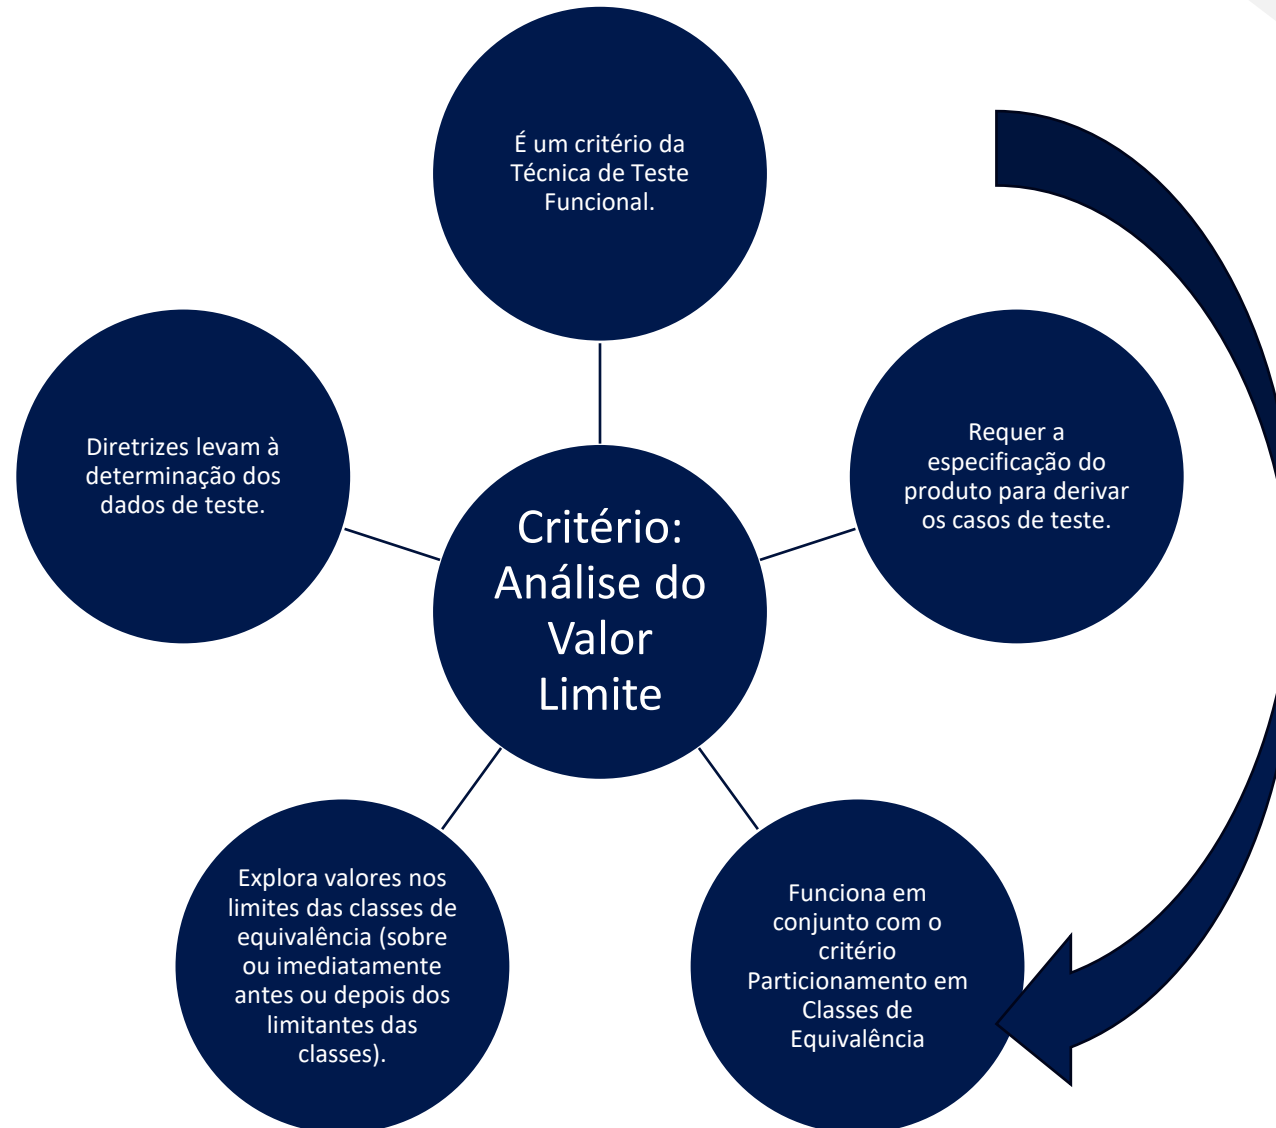 É um critério da
Técnica de Teste
Funcional.
Requer a
especificação do
produto para derivar
os casos de teste.
Funciona em
conjunto com o
critério
Particionamento em
Classes de
Equivalência
Explora valores nos
limites das classes de
equivalência (sobre
ou imediatamente
antes ou depois dos
limitantes das
classes).
Diretrizes levam à
determinação dos
dados de teste.
Critério:
Análise do
Valor
Limite